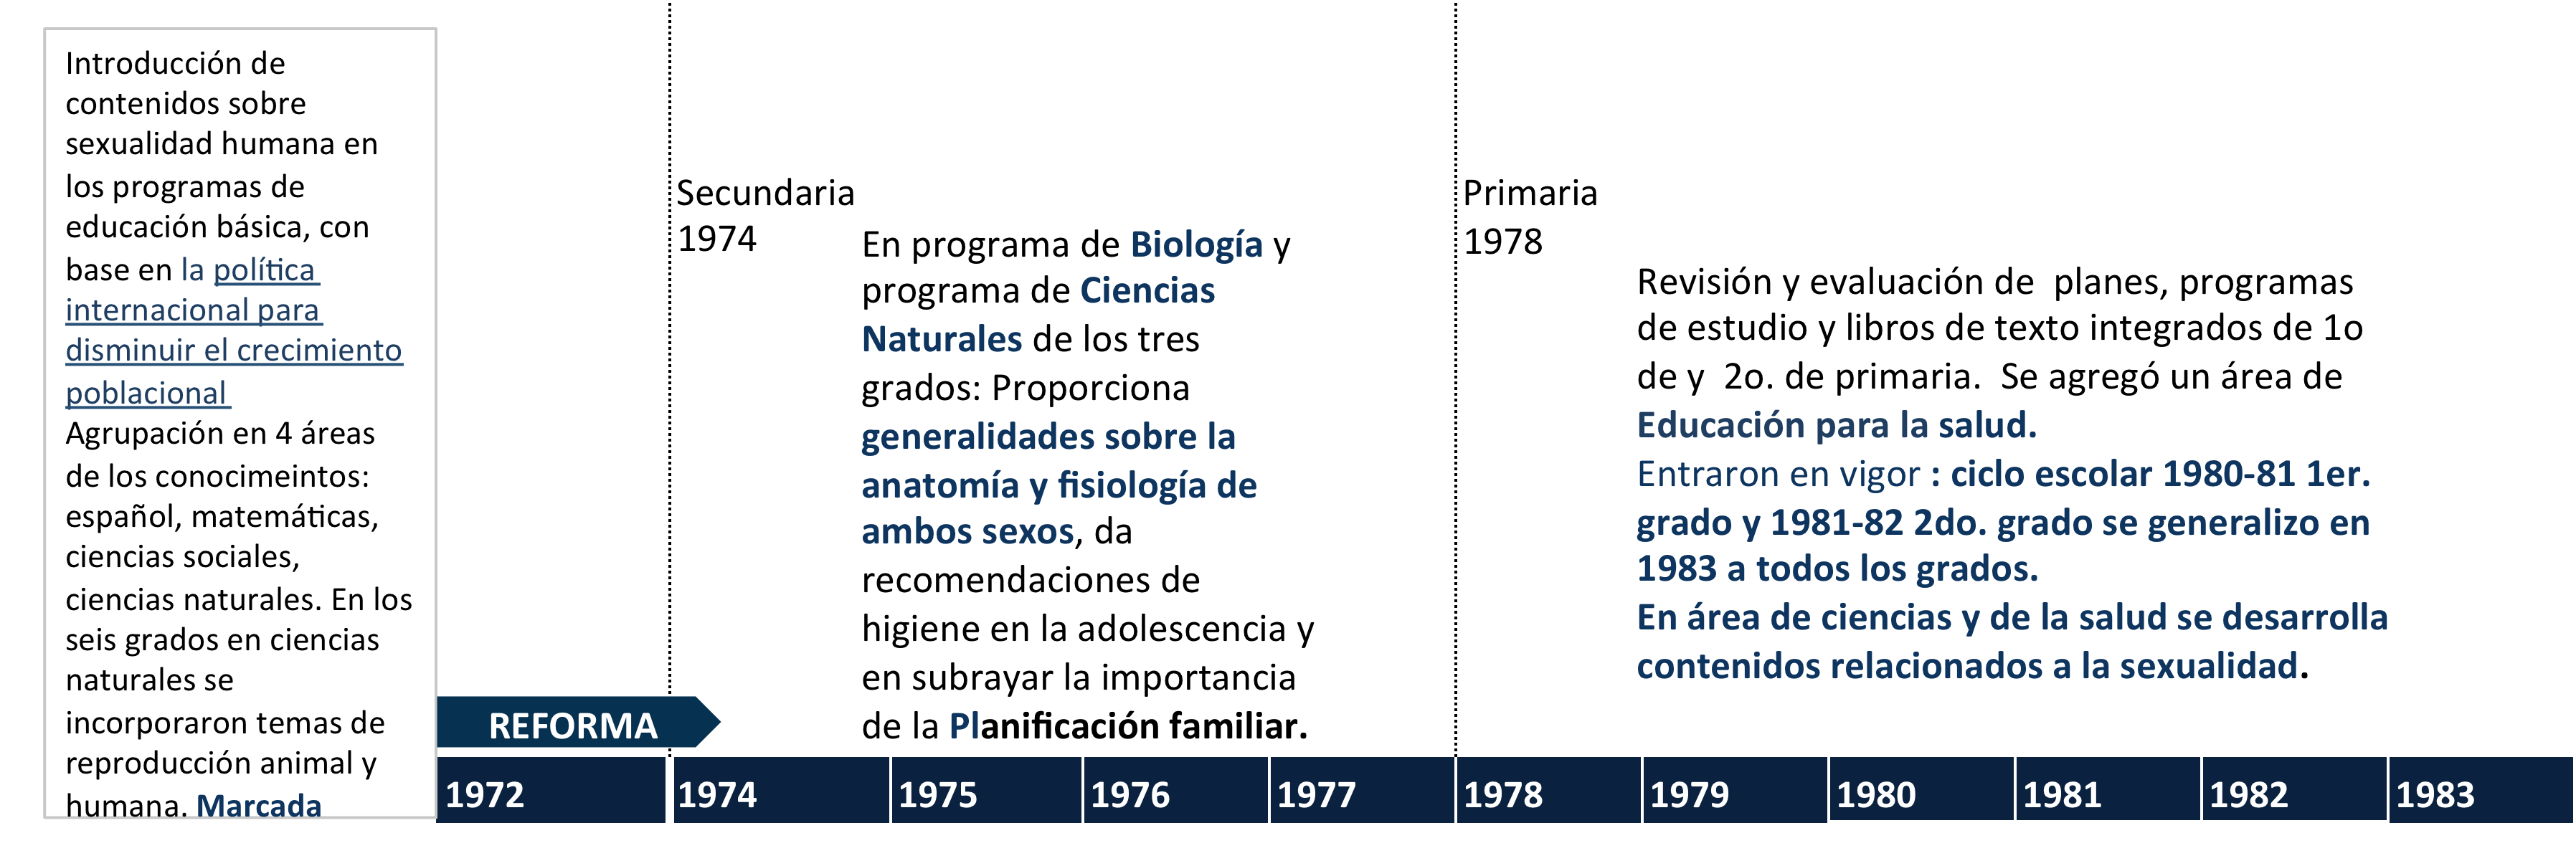 Introducción de
contenidos sobre
sexualidad humana en
los programas de
educación básica, con
base en la política
internacional para
disminuir el crecimiento
poblacional
Agrupación en 4 áreas
de los conocimeintos:
español, matemáticas,
ciencias sociales,
ciencias naturales. En los
seis grados en ciencias
naturales se
incorporaron temas de
reproducción animal y
humana. Marcada
REFORMA
Secundaria
1974
En programa de Biología y
programa de Ciencias
Naturales de los tres
grados: Proporciona
generalidades sobre la
anatomía y fisiología de
ambos sexos, da
recomendaciones de
higiene en la adolescencia y
en subrayar la importancia
de la Planificación familiar.
Primaria
1978
Revisión y evaluación de  planes, programas
de estudio y libros de texto integrados de 1o
de y  2o. de primaria.  Se agregó un área de
Educación para la salud.
Entraron en vigor : ciclo escolar 1980-81 1er.
grado y 1981-82 2do. grado se generalizo en
1983 a todos los grados.
En área de ciencias y de la salud se desarrolla
contenidos relacionados a la sexualidad.
1972 1974 1975 1976 1977 1978 1979 1980 1981 1982 1983